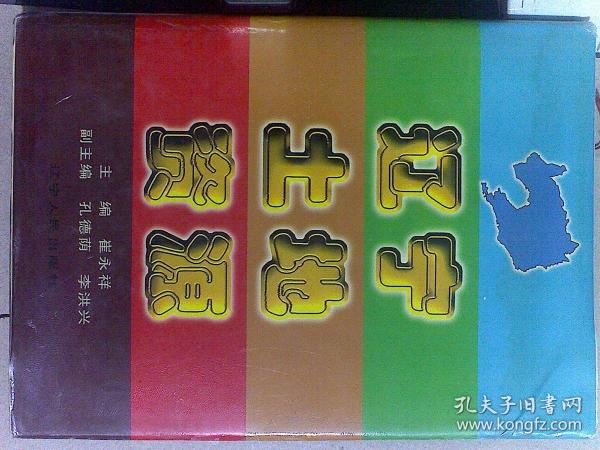 辽宁
土地
资源
主编 崔永祥
副主编 孔德荫 李洪兴
辽宁人民出版社
孔夫子旧书网
www.kongfz.com